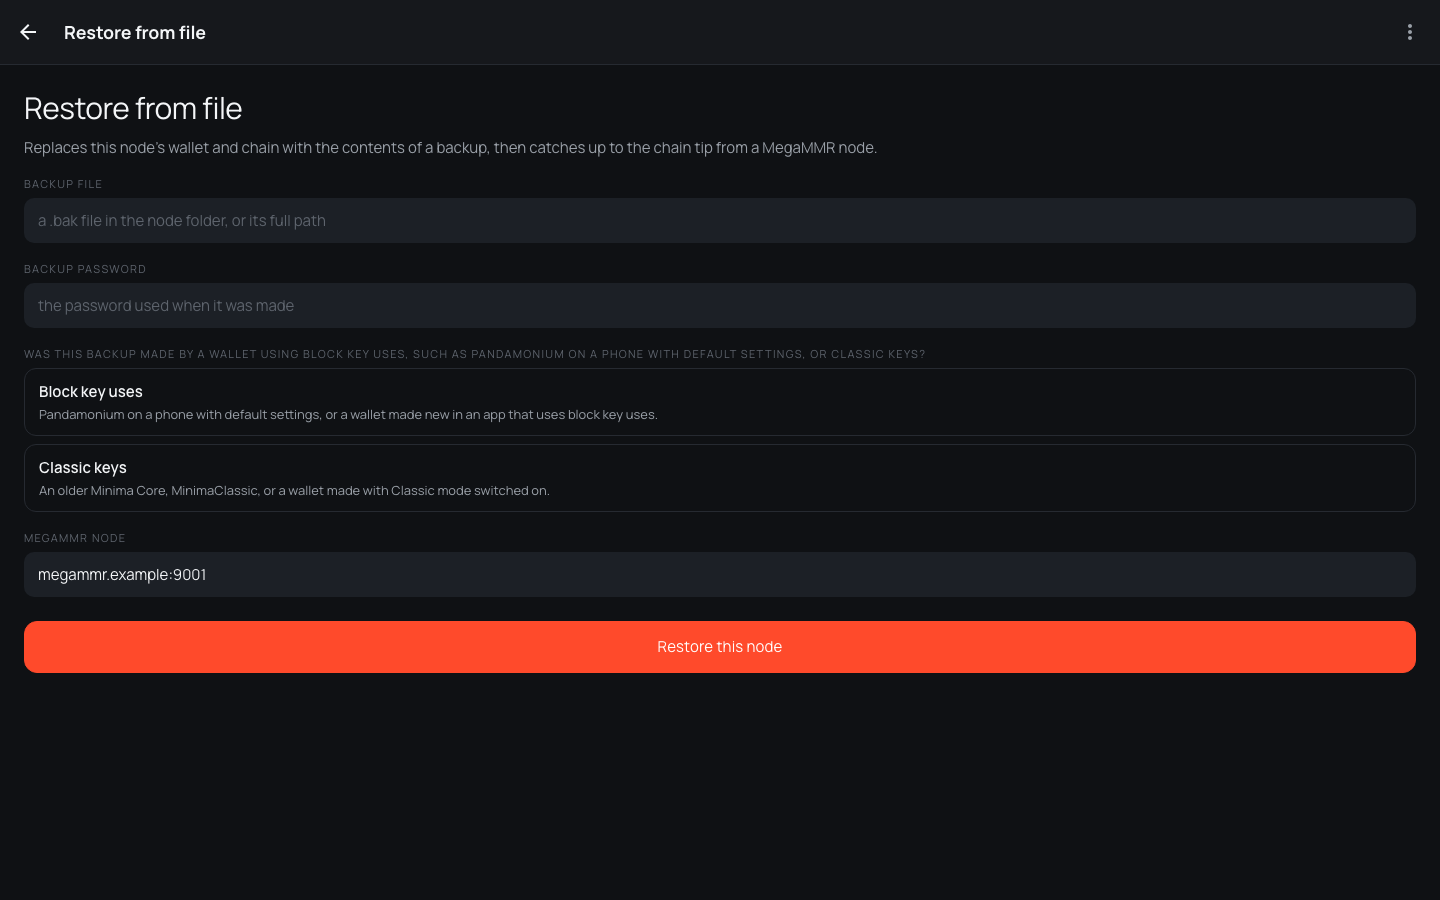 Restore from file
Restore from file
Replaces this node's wallet and chain with the contents of a backup, then catches up to the chain tip from a MegaMMR node.
BACKUP FILE
a .bak file in the node folder, or its full path
BACKUP PASSWORD
the password used when it was made
WAS THIS BACKUP MADE BY A WALLET USING BLOCK KEY USES, SUCH AS PANDAMONIUM ON A PHONE WITH DEFAULT SETTINGS, OR CLASSIC KEYS?
Block key uses
Pandamonium on a phone with default settings, or a wallet made new in an app that uses block key uses.
Classic keys
An older Minima Core, MinimaClassic, or a wallet made with Classic mode switched on.
MEGAMMR NODE
megammr.example:9001
Restore this node